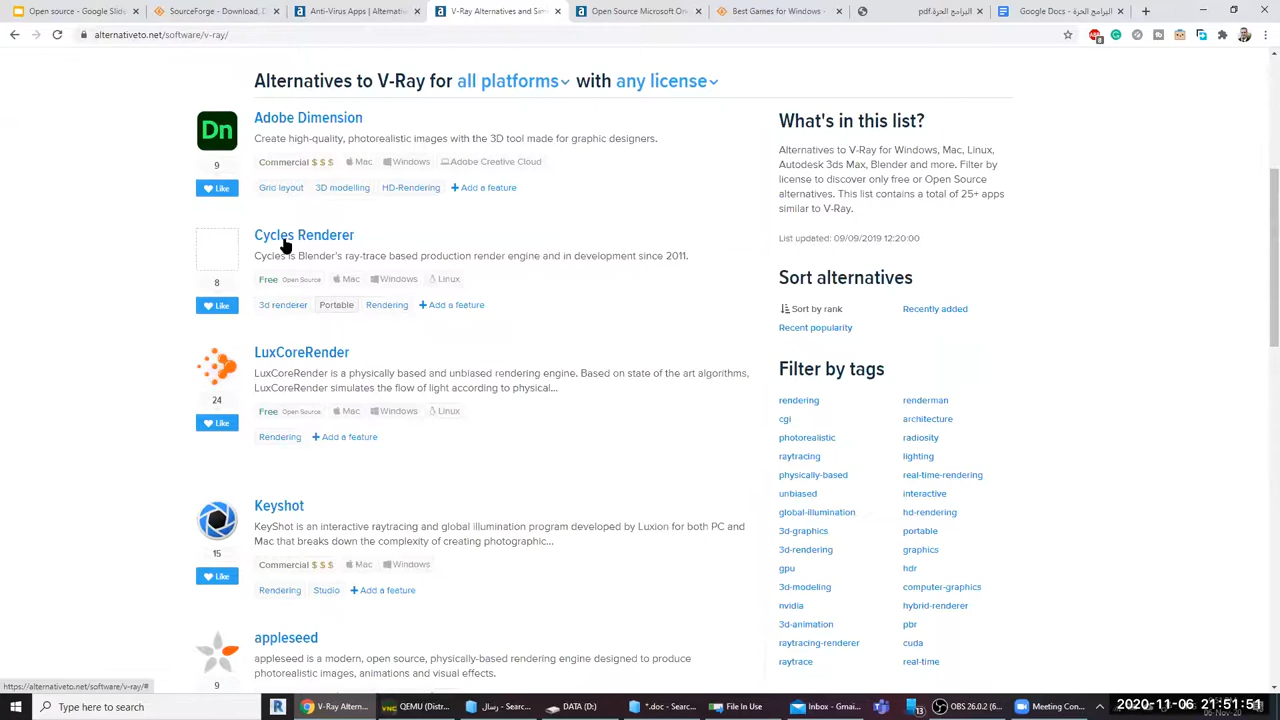 Open source - Google Slid
SourceForge - Download, D
Anti-Virus Software
V-Ray Alternatives and Sim
Open Source Microsoft Of
Best Games for Windows
البرامج الحرة - Google Docs
alternativeto.net/software/v-ray/
Alternatives to V-Ray for all platforms with any license
Adobe Dimension
Create high-quality, photorealistic images with the 3D tool made for graphic designers.
9
Commercial $ $ $ Mac Windows Adobe Creative Cloud
Like
Grid layout 3D modelling HD-Rendering + Add a feature
Cycles Renderer
Cycles is Blender's ray-trace based production render engine and in development since 2011.
8
Free Open Source Mac Windows Linux
Like
3d renderer Portable Rendering + Add a feature
LuxCoreRender
LuxCoreRender is a physically based and unbiased rendering engine. Based on state of the art algorithms,
LuxCoreRender simulates the flow of light according to physical...
24
Free Open Source Mac Windows Linux
Like
Rendering + Add a feature
Keyshot
KeyShot is an interactive raytracing and global illumination program developed by Luxion for both PC and
Mac that breaks down the complexity of creating photographic...
15
Commercial $ $ $ Mac Windows
Like
Rendering Studio + Add a feature
appleseed
appleseed is a modern, open source, physically-based rendering engine designed to produce
photorealistic images, animations and visual effects.
9
What's in this list?
Alternatives to V-Ray for Windows, Mac, Linux,
Autodesk 3ds Max, Blender and more. Filter by
license to discover only free or Open Source
alternatives. This list contains a total of 25+ apps
similar to V-Ray.
List updated: 09/09/2019 12:20:00
Sort alternatives
Sort by rank Recently added
Recent popularity
Filter by tags
rendering renderman
cgi architecture
photorealistic radiosity
raytracing lighting
physically-based real-time-rendering
unbiased interactive
global-illumination hd-rendering
3d-graphics portable
3d-rendering graphics
gpu hdr
3d-modeling computer-graphics
nvidia hybrid-renderer
3d-animation pbr
raytracing-renderer cuda
raytrace real-time
https://alternativeto.net/software/v-ray/#
Type here to search
V-Ray Altern...
QEMU (Distr...
رسائل - Sear...
DATA (D:)
*.doc - Searc...
File In Use
Inbox - Gmai...
13
OBS 26.0.2 (6...
Zoom Meeting
2020-11-06 21:51:51